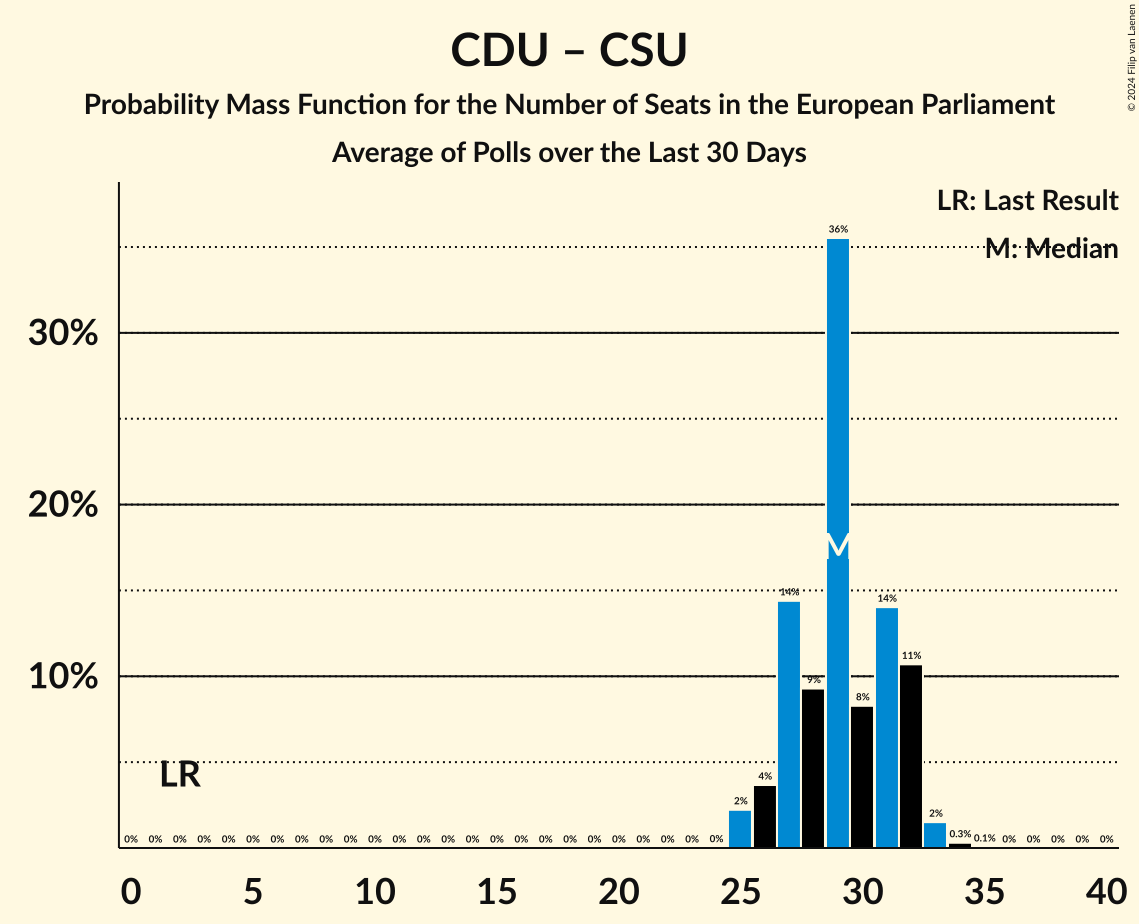 CDU – CSU
Probability Mass Function for the Number of Seats in the European Parliament
Average of Polls over the Last 30 Days
© 2024 Filip van Laenen
LR: Last Result
M: Median
36%
30%
20%
M
14%
14%
11%
10%
9%
8%
LR
4%
2%
2%
0% 0% 0% 0% 0% 0% 0% 0% 0% 0% 0% 0% 0% 0% 0% 0% 0% 0% 0% 0% 0% 0% 0% 0% 0% 0.3% 0.1% 0% 0% 0% 0% 0%
0 5 10 15 20 25 30 35 40